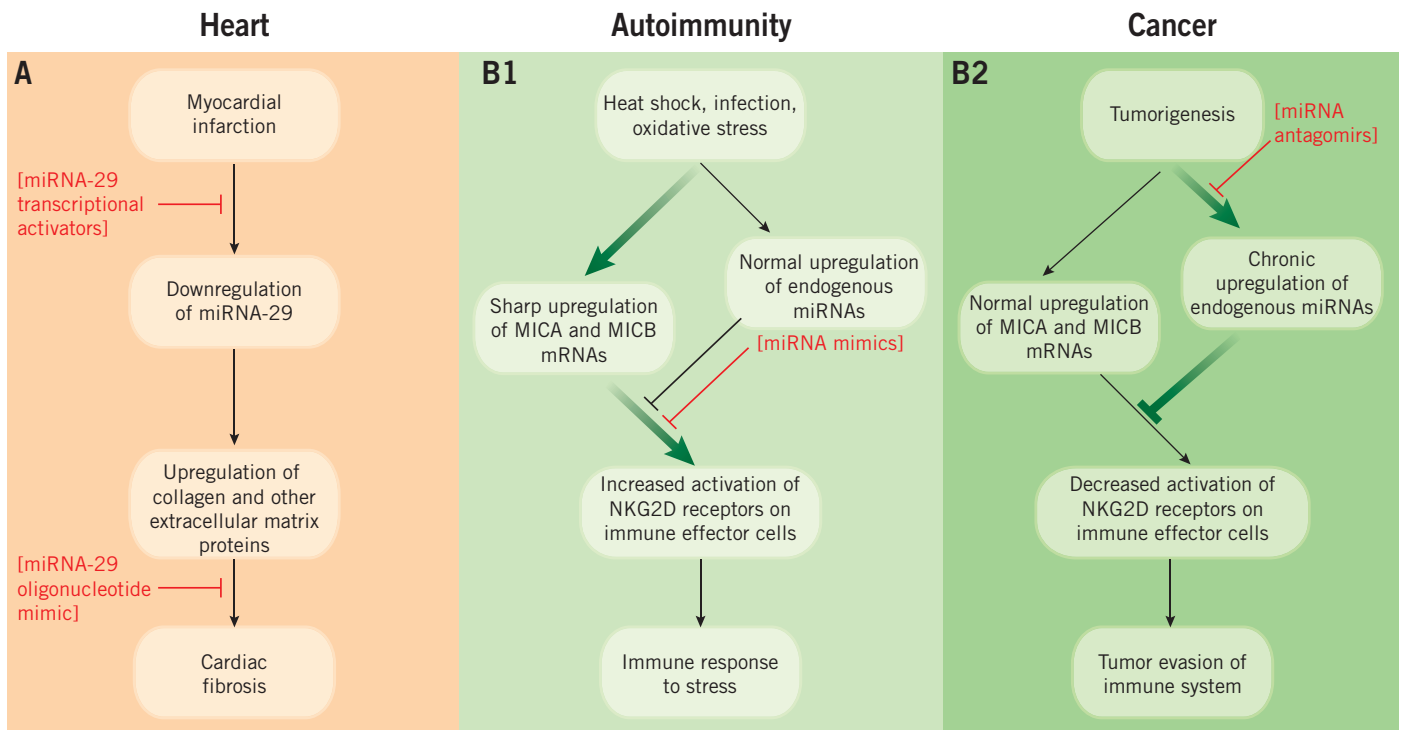 Heart
A
Myocardial
infarction
[miRNA-29
transcriptional
activators]
Downregulation
of miRNA-29
Upregulation of
collagen and other
extracellular matrix
proteins
[miRNA-29
oligonucleotide
mimic]
Cardiac
fibrosis
Autoimmunity
B1
Heat shock, infection,
oxidative stress
Normal upregulation
of endogenous
miRNAs
Sharp upregulation
of MICA and MICB
mRNAs
[miRNA mimics]
Increased activation of
NKG2D receptors on
immune effector cells
Immune response
to stress
Cancer
B2
Tumorigenesis
[miRNA
antagomirs]
Chronic
upregulation of
endogenous miRNAs
Normal upregulation
of MICA and MICB
mRNAs
Decreased activation of
NKG2D receptors on
immune effector cells
Tumor evasion of
immune system